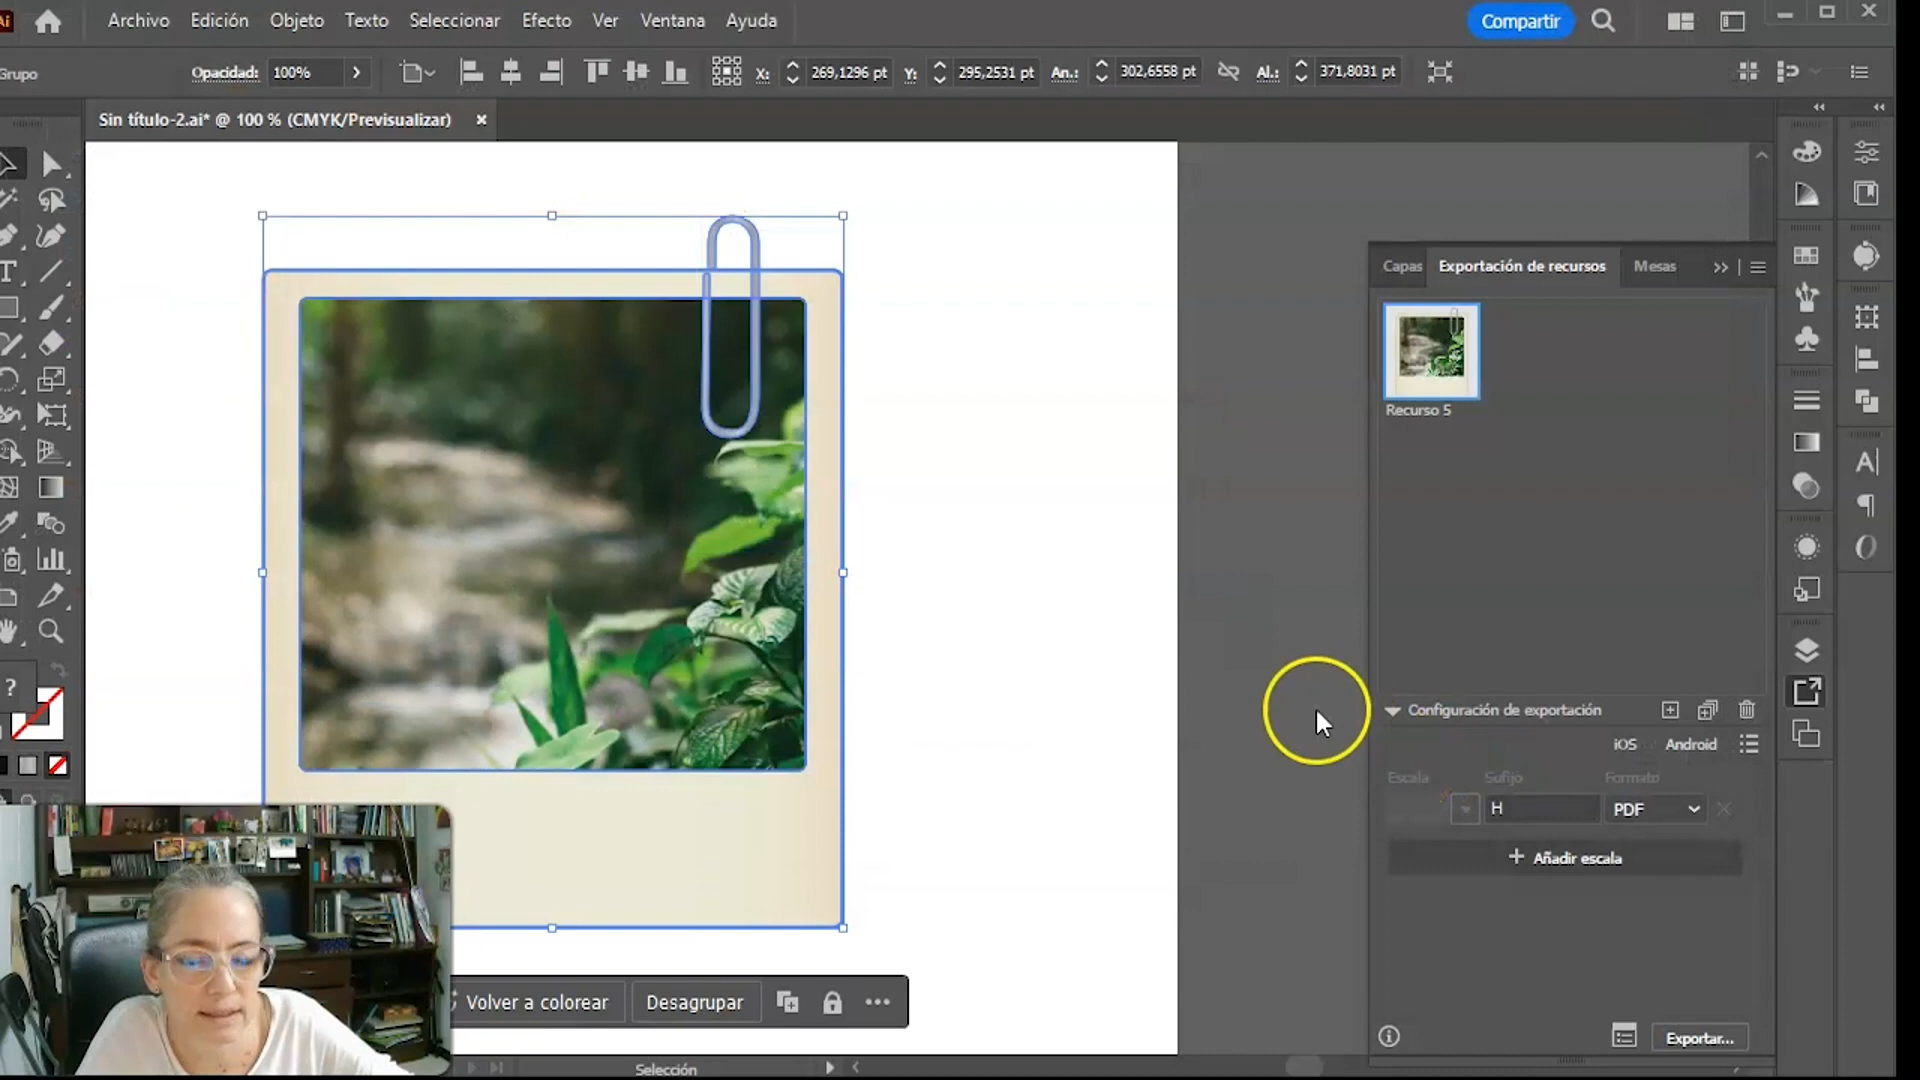 Ai Archivo Edición Objeto Texto Seleccionar Efecto Ver Ventana Ayuda Compartir
Grupo Opacidad: 100% X: 269,1296 pt Y: 295,2531 pt An.: 302,6558 pt Al.: 371,8031 pt
Sin título-2.ai* @ 100 % (CMYK/Previsualizar)
Capas Exportación de recursos Mesas
Recurso 5
Configuración de exportación
iOS Android
Escala Sufijo Formato
H PDF
+ Añadir escala
Volver a colorear Desagrupar
Exportar...
Selección